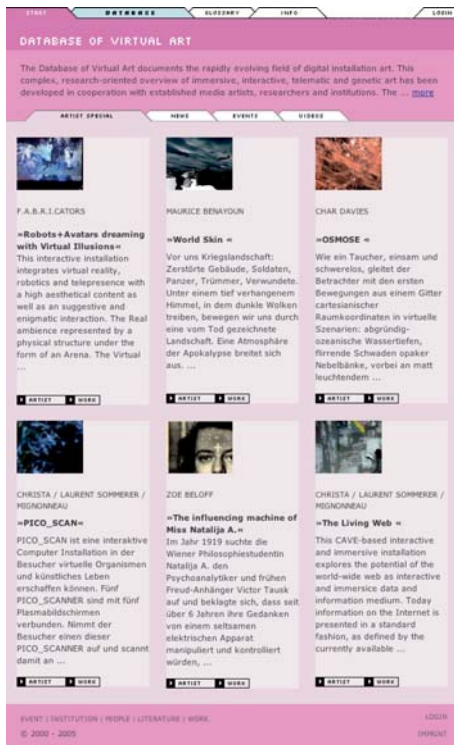 START
DATABASE
GLOSSARY
INFO
LOGIN
DATABASE OF VIRTUAL ART
The Database of Virtual Art documents the rapidly evolving field of digital installation art. This
complex, research-oriented overview of immersive, interactive, telematic and genetic art has been
developed in cooperation with established media artists, researchers and institutions. The ... more
ARTIST SPECIAL
NEWS
EVENTS
VIDEOS
F.A.B.R.I.CATORS
»Robots+Avatars dreaming
with Virtual Illusions«
This interactive installation
integrates virtual reality,
robotics and telepresence with
a high aesthetical content as
well as an suggestive and
enigmatic interaction. The Real
ambience represented by a
physical structure under the
form of an Arena. The Virtual
...
ARTIST WORK
MAURICE BENAYOUN
»World Skin «
Vor uns Kriegslandschaft:
Zerstörte Gebäude, Soldaten,
Panzer, Trümmer, Verwundete.
Unter einem tief verhangenem
Himmel, in dem dunkle Wolken
treiben, bewegen wir uns durch
eine vom Tod gezeichnete
Landschaft. Eine Atmosphäre
der Apokalypse breitet sich
aus. ...
ARTIST WORK
CHAR DAVIES
»OSMOSE «
Wie ein Taucher, einsam und
schwerelos, gleitet der
Betrachter mit den ersten
Bewegungen aus einem Gitter
cartesianischer
Raumkoordinaten in virtuelle
Szenarien: abgründig-
ozeanische Wassertiefen,
flirrende Schwaden opaker
Nebelbänke, vorbei an matt
leuchtendem ...
ARTIST WORK
CHRISTA / LAURENT SOMMERER /
MIGNONNEAU
»PICO_SCAN«
PICO_SCAN ist eine interaktive
Computer Installation in der
Besucher virtuelle Organismen
und künstliches Leben
erschaffen können. Fünf
PICO_SCANNER sind mit fünf
Plasmabildschirmen
verbunden. Nimmt der
Besucher einen dieser
PICO_SCANNER auf und scannt
damit an ...
ARTIST WORK
ZOE BELOFF
»The influencing machine of
Miss Natalija A.«
Im Jahr 1919 suchte die
Wiener Philosophiestudentin
Natalija A. den
Psychoanalytiker und frühen
Freud-Anhänger Victor Tausk
auf und beklagte sich, dass seit
über 6 Jahren ihre Gedanken
von einem seltsamen
elektrischen Apparat
manipuliert und kontrolliert
würden, ...
ARTIST WORK
CHRISTA / LAURENT SOMMERER /
MIGNONNEAU
»The Living Web «
This CAVE-based interactive
and immersive installation
explores the potential of the
world-wide web as interactive
and immersice data and
information medium. Today
information on the Internet is
presented in a standard
fashion, as defined by the
currently available ...
ARTIST WORK
EVENT | INSTITUTION | PEOPLE | LITERATURE | WORK
LOGIN
© 2000 - 2005
IMPRINT